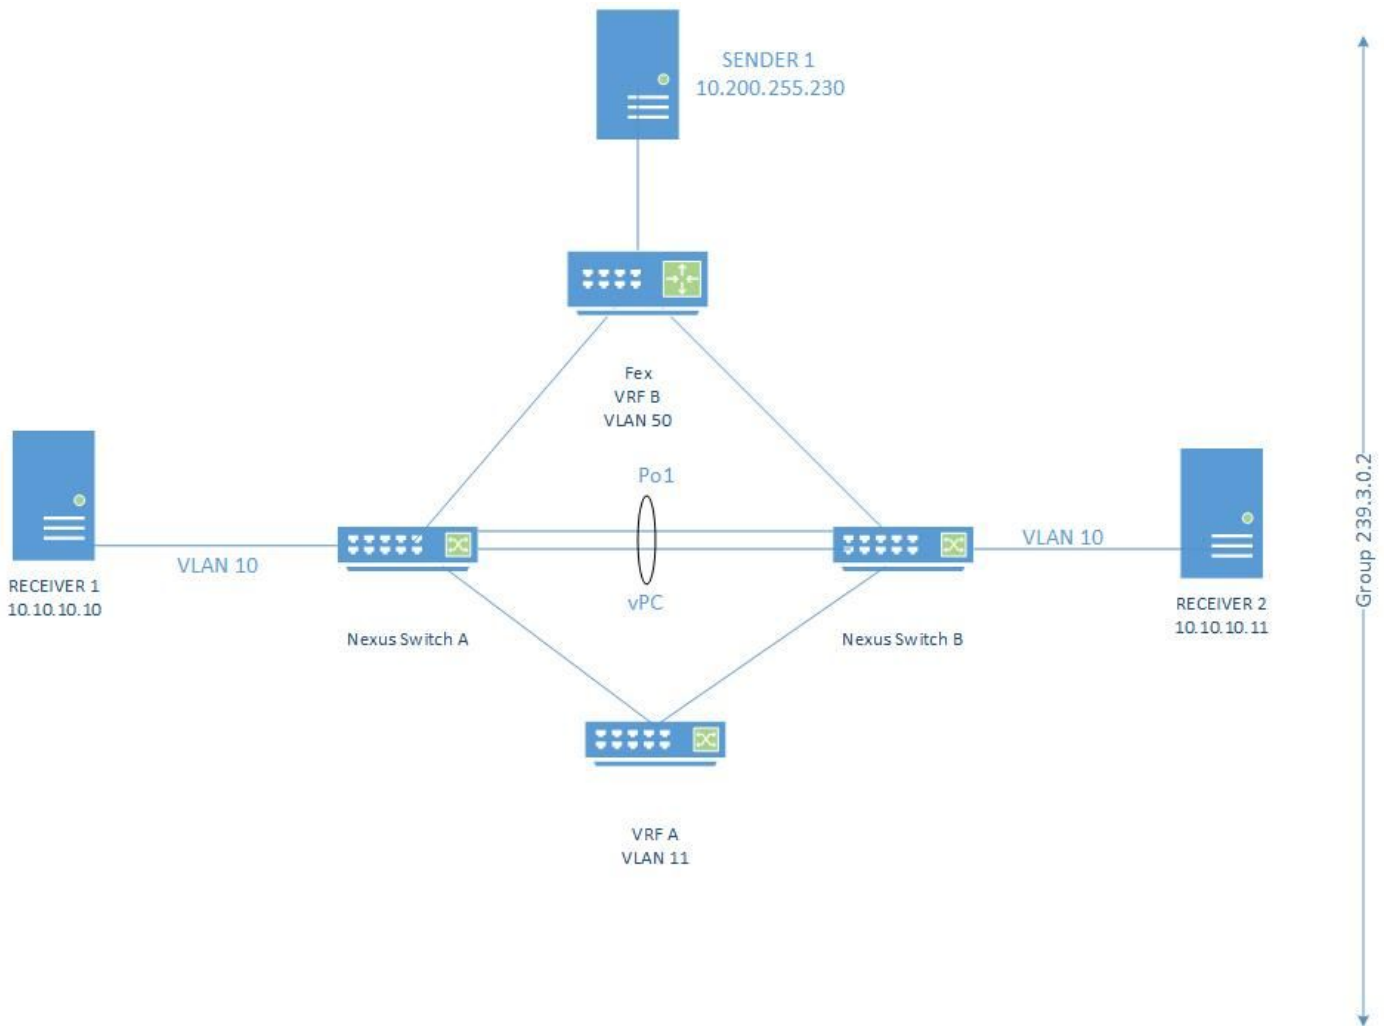 SENDER 1
10.200.255.230
Fex
VRF B
VLAN 50
Po1
vPC
VLAN 10
VLAN 10
RECEIVER 1
10.10.10.10
RECEIVER 2
10.10.10.11
Nexus Switch A
Nexus Switch B
VRF A
VLAN 11
Group 239.3.0.2